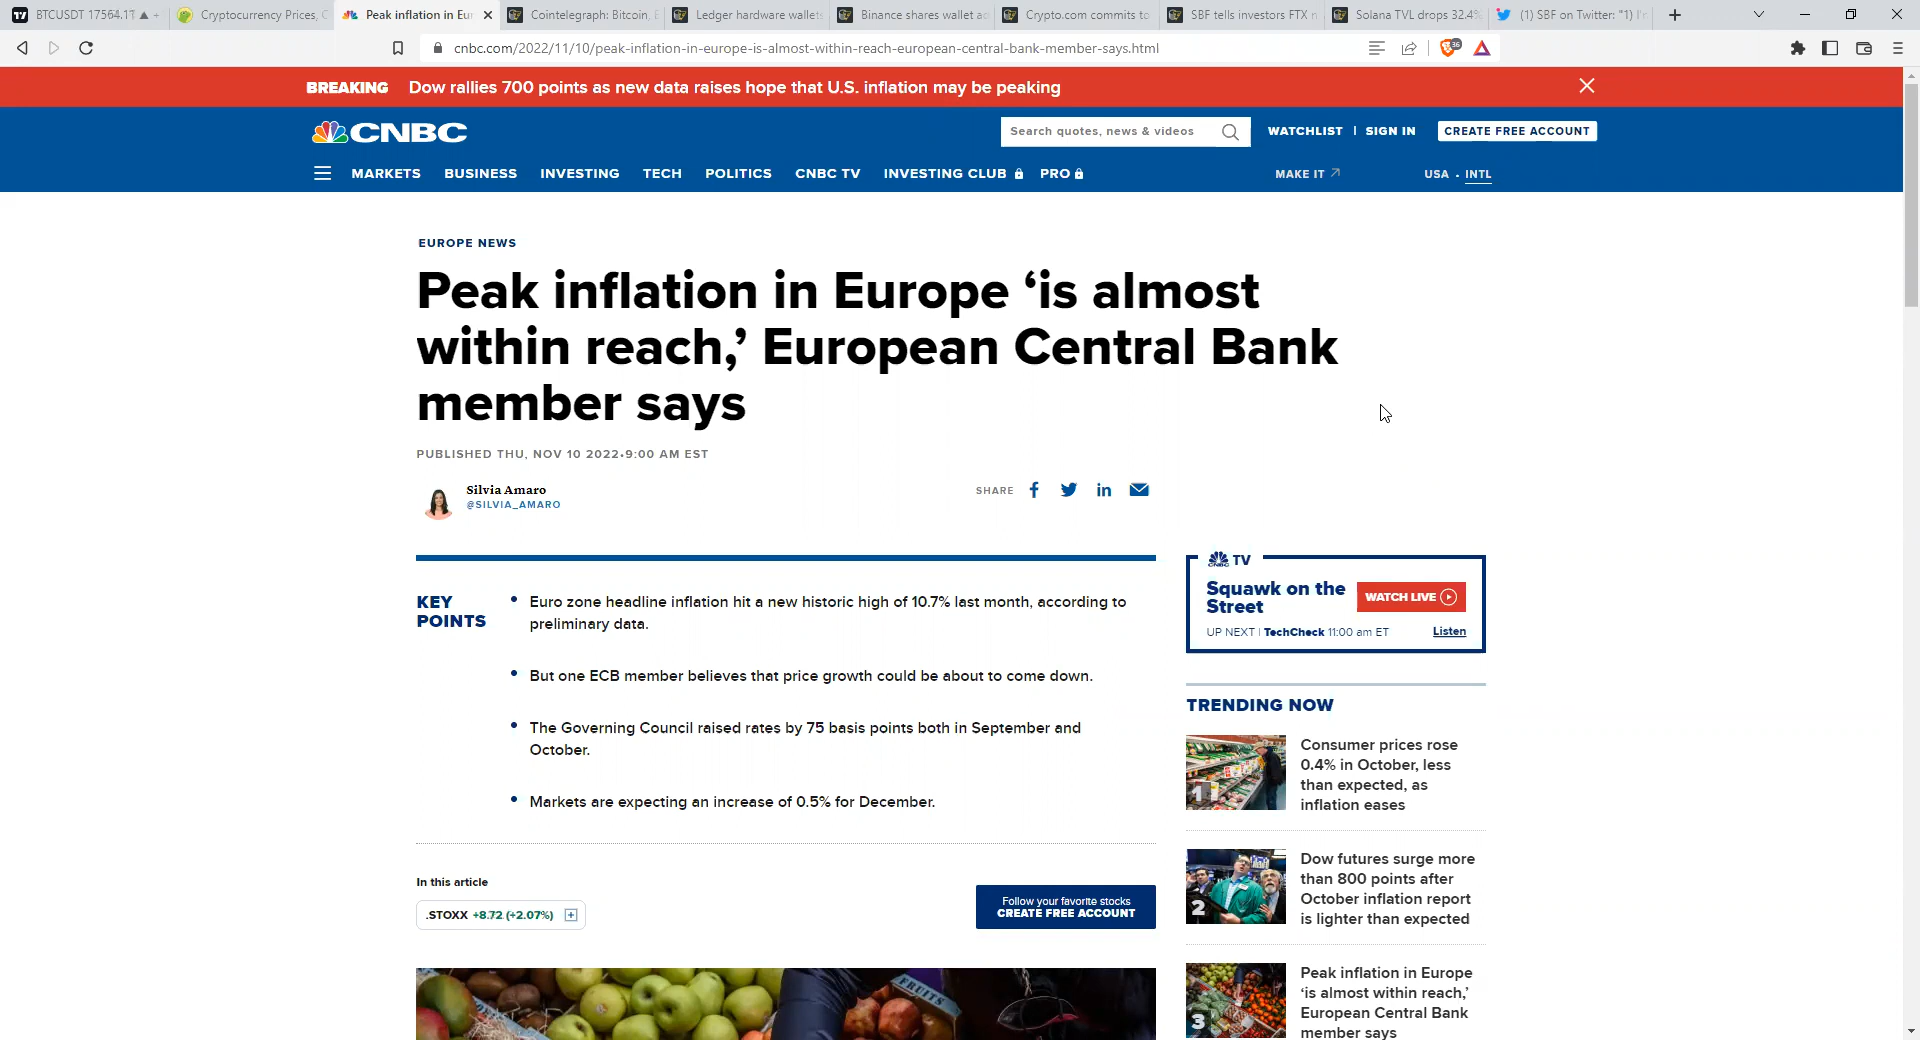 BTCUSDT 17564.11 ▲ +
Cryptocurrency Prices, C
Peak inflation in Eur
Cointelegraph: Bitcoin, E
Ledger hardware wallets
Binance shares wallet ad
Crypto.com commits to
SBF tells investors FTX n
Solana TVL drops 32.4%
(1) SBF on Twitter: "1) I'm
cnbc.com/2022/11/10/peak-inflation-in-europe-is-almost-within-reach-european-central-bank-member-says.html
36
BREAKING Dow rallies 700 points as new data raises hope that U.S. inflation may be peaking
CNBC
Search quotes, news & videos
WATCHLIST | SIGN IN
CREATE FREE ACCOUNT
MARKETS BUSINESS INVESTING TECH POLITICS CNBC TV INVESTING CLUB PRO
MAKE IT
USA • INTL
EUROPE NEWS
Peak inflation in Europe ‘is almost
within reach,’ European Central Bank
member says
PUBLISHED THU, NOV 10 2022•9:00 AM EST
Silvia Amaro
@SILVIA_AMARO
SHARE
KEY
POINTS
Euro zone headline inflation hit a new historic high of 10.7% last month, according to
preliminary data.
But one ECB member believes that price growth could be about to come down.
The Governing Council raised rates by 75 basis points both in September and
October.
Markets are expecting an increase of 0.5% for December.
In this article
.STOXX +8.72 (+2.07%)
Follow your favorite stocks
CREATE FREE ACCOUNT
FRUITS
CNBC TV
Squawk on the
Street
WATCH LIVE
UP NEXT | TechCheck 11:00 am ET
Listen
TRENDING NOW
1
Consumer prices rose
0.4% in October, less
than expected, as
inflation eases
2
Dow futures surge more
than 800 points after
October inflation report
is lighter than expected
3
Peak inflation in Europe
‘is almost within reach,’
European Central Bank
member says